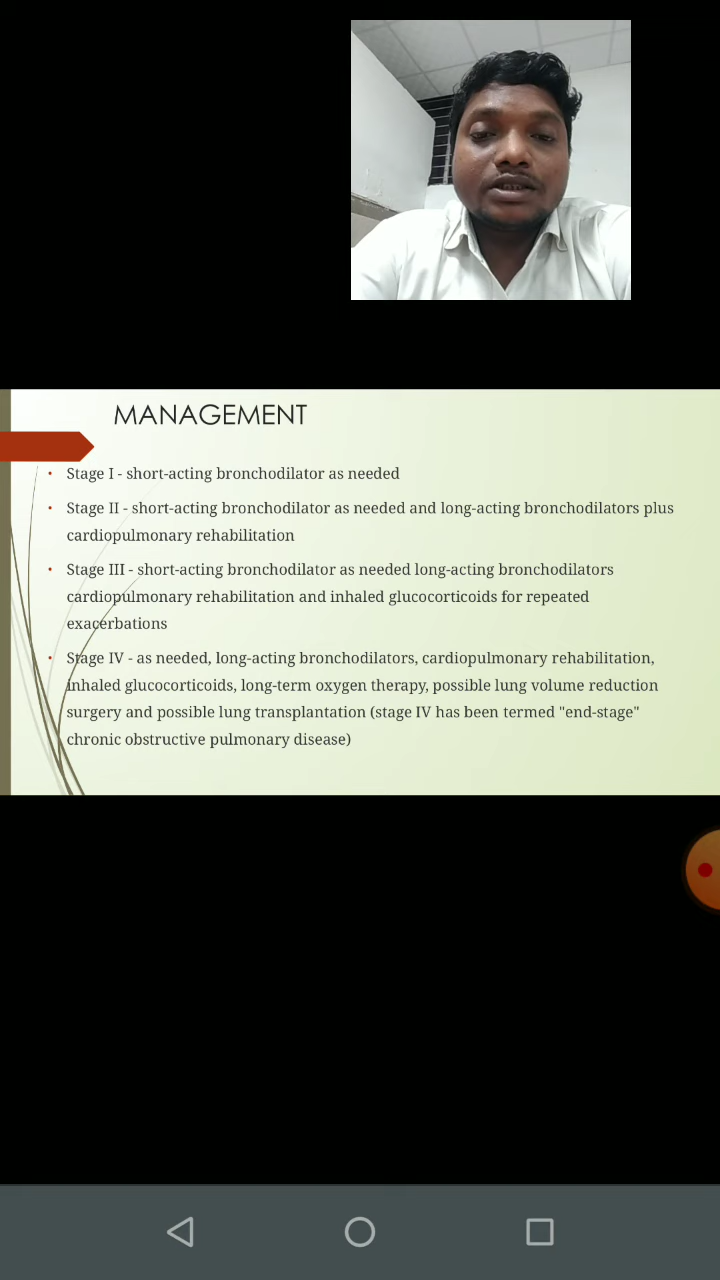 MANAGEMENT
Stage I - short-acting bronchodilator as needed
Stage II - short-acting bronchodilator as needed and long-acting bronchodilators plus
cardiopulmonary rehabilitation
Stage III - short-acting bronchodilator as needed long-acting bronchodilators
cardiopulmonary rehabilitation and inhaled glucocorticoids for repeated
exacerbations
Stage IV - as needed, long-acting bronchodilators, cardiopulmonary rehabilitation,
inhaled glucocorticoids, long-term oxygen therapy, possible lung volume reduction
surgery and possible lung transplantation (stage IV has been termed "end-stage"
chronic obstructive pulmonary disease)